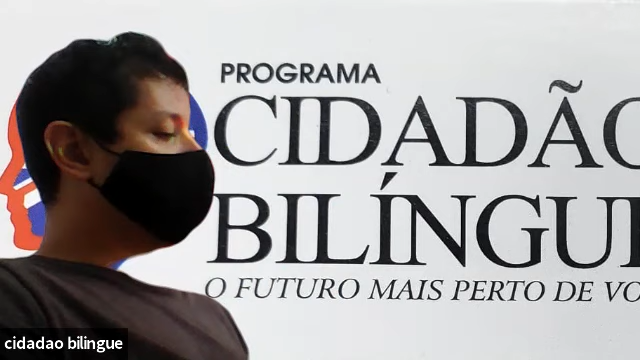 PROGRAMA
CIDADÃO
BILÍNGUE
O FUTURO MAIS PERTO DE VO
cidadao bilingue